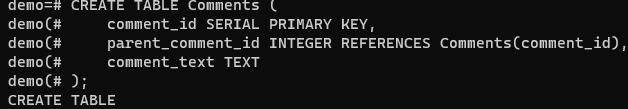 demo=# CREATE TABLE Comments (
demo(#     comment_id SERIAL PRIMARY KEY,
demo(#     parent_comment_id INTEGER REFERENCES Comments(comment_id),
demo(#     comment_text TEXT
demo(# );
CREATE TABLE